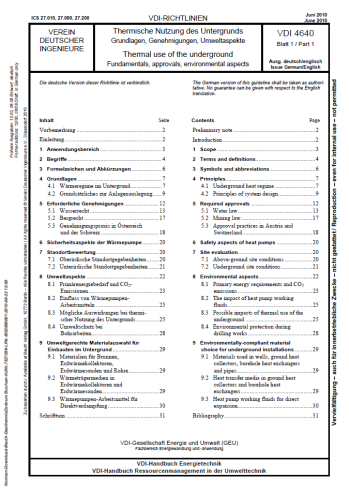 ICS 27.010, 27.080, 27.200
VDI-RICHTLINIEN
Juni 2010
June 2010
VEREIN
DEUTSCHER
INGENIEURE
Thermische Nutzung des Untergrunds
Grundlagen, Genehmigungen, Umweltaspekte
Thermal use of the underground
Fundamentals, approvals, environmental aspects
VDI 4640
Blatt 1 / Part 1
Ausg. deutsch/englisch
Issue German/English
Die deutsche Version dieser Richtlinie ist verbindlich.
The German version of this guideline shall be taken as authori-
tative. No guarantee can be given with respect to the English
translation.
Inhalt Seite
Vorbemerkung 2
Einleitung 2
1 Anwendungsbereich 3
2 Begriffe 4
3 Formelzeichen und Abkürzungen 6
4 Grundlagen 7
4.1 Wärmeregime im Untergrund 7
4.2 Grundsätzliches zur Anlagenauslegung 9
5 Erforderliche Genehmigungen 12
5.1 Wasserrecht 13
5.2 Bergrecht 17
5.3 Genehmigungspraxis in Österreich
und der Schweiz 18
6 Sicherheitsaspekte der Wärmepumpe 20
7 Standortbewertung 20
7.1 Oberirdische Standortgegebenheiten 20
7.2 Unterirdische Standortgegebenheiten 21
8 Umweltaspekte 22
8.1 Primärenergiebedarf und CO2-
Emissionen 23
8.2 Einfluss von Wärmepumpen-
Arbeitsmitteln 25
8.3 Mögliche Auswirkungen bei thermi-
scher Nutzung des Untergrunds 25
8.4 Umweltschutz bei
Bohrarbeiten 28
9 Umweltgerechte Materialauswahl für
Einbauten im Untergrund 29
9.1 Materialien für Brunnen,
Erdwärmekollektoren
Erdwärmesonden und Rohre 29
9.2 Wärmeträgermedien in
Erdwärmekollektoren und
Erdwärmesonden 29
9.3 Wärmepumpen-Arbeitsmittel für
Direktverdampfung 30
Schrifttum 31
Contents Page
Preliminary note 2
Introduction 2
1 Scope 3
2 Terms and definitions 4
3 Symbols and abbreviations 6
4 Principles 7
4.1 Underground heat regime 7
4.2 Principles of system design 9
5 Required approvals 12
5.1 Water law 13
5.2 Mining law 17
5.3 Approval practices in Austria and
Switzerland 18
6 Safety aspects of heat pumps 20
7 Site evaluation 20
7.1 Above-ground site conditions 20
7.2 Underground site conditions 21
8 Environmental aspects 22
8.1 Primary energy requirements and CO2
emissions 23
8.2 The impact of heat pump working
fluids 25
8.3 Possible impacts of thermal use of the
underground 25
8.4 Environmental protection during
drilling works 28
9 Environmentally-compliant material
choice for underground installations 29
9.1 Materials used in wells, ground heat
collectors, borehole heat exchangers
and pipes 29
9.2 Heat transfer media in ground heat
collectors and borehole heat
exchangers 29
9.3 Heat pump working fluids for direct
expansion 30
Bibliography 31
VDI-Gesellschaft Energie und Umwelt (GEU)
Fachbereich Energiewandlung und -anwendung
VDI-Handbuch Energietechnik
VDI-Handbuch Ressourcenmanagement in der Umwelttechnik
Vervielfältigung – auch für innerbetriebliche Zwecke – nicht gestattet / Reproduction – even for internal use – not permitted